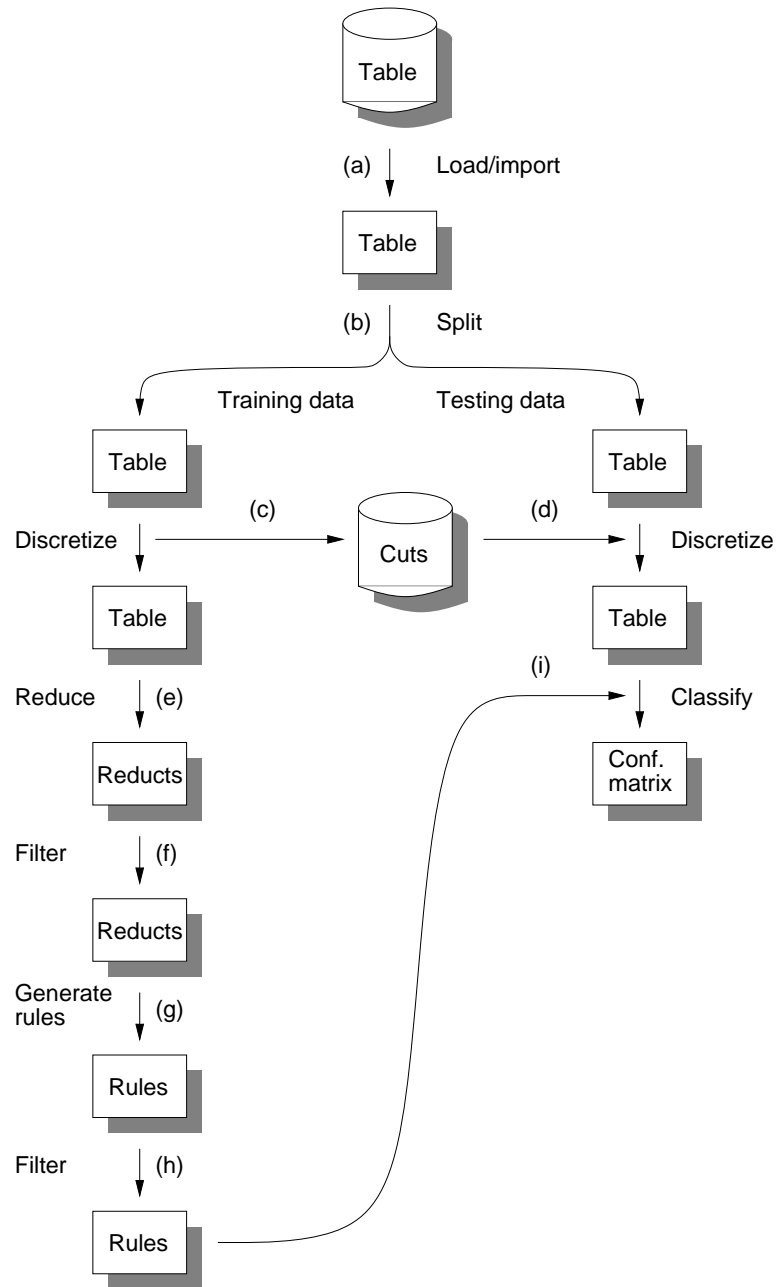 Table
(a) Load/import
Table
(b) Split
Training data Testing data
Table Table
(c) (d)
Discretize Cuts Discretize
Table Table
(i)
Reduce (e) Classify
Reducts Conf.
matrix
Filter (f)
Reducts
Generate
rules (g)
Rules
Filter (h)
Rules